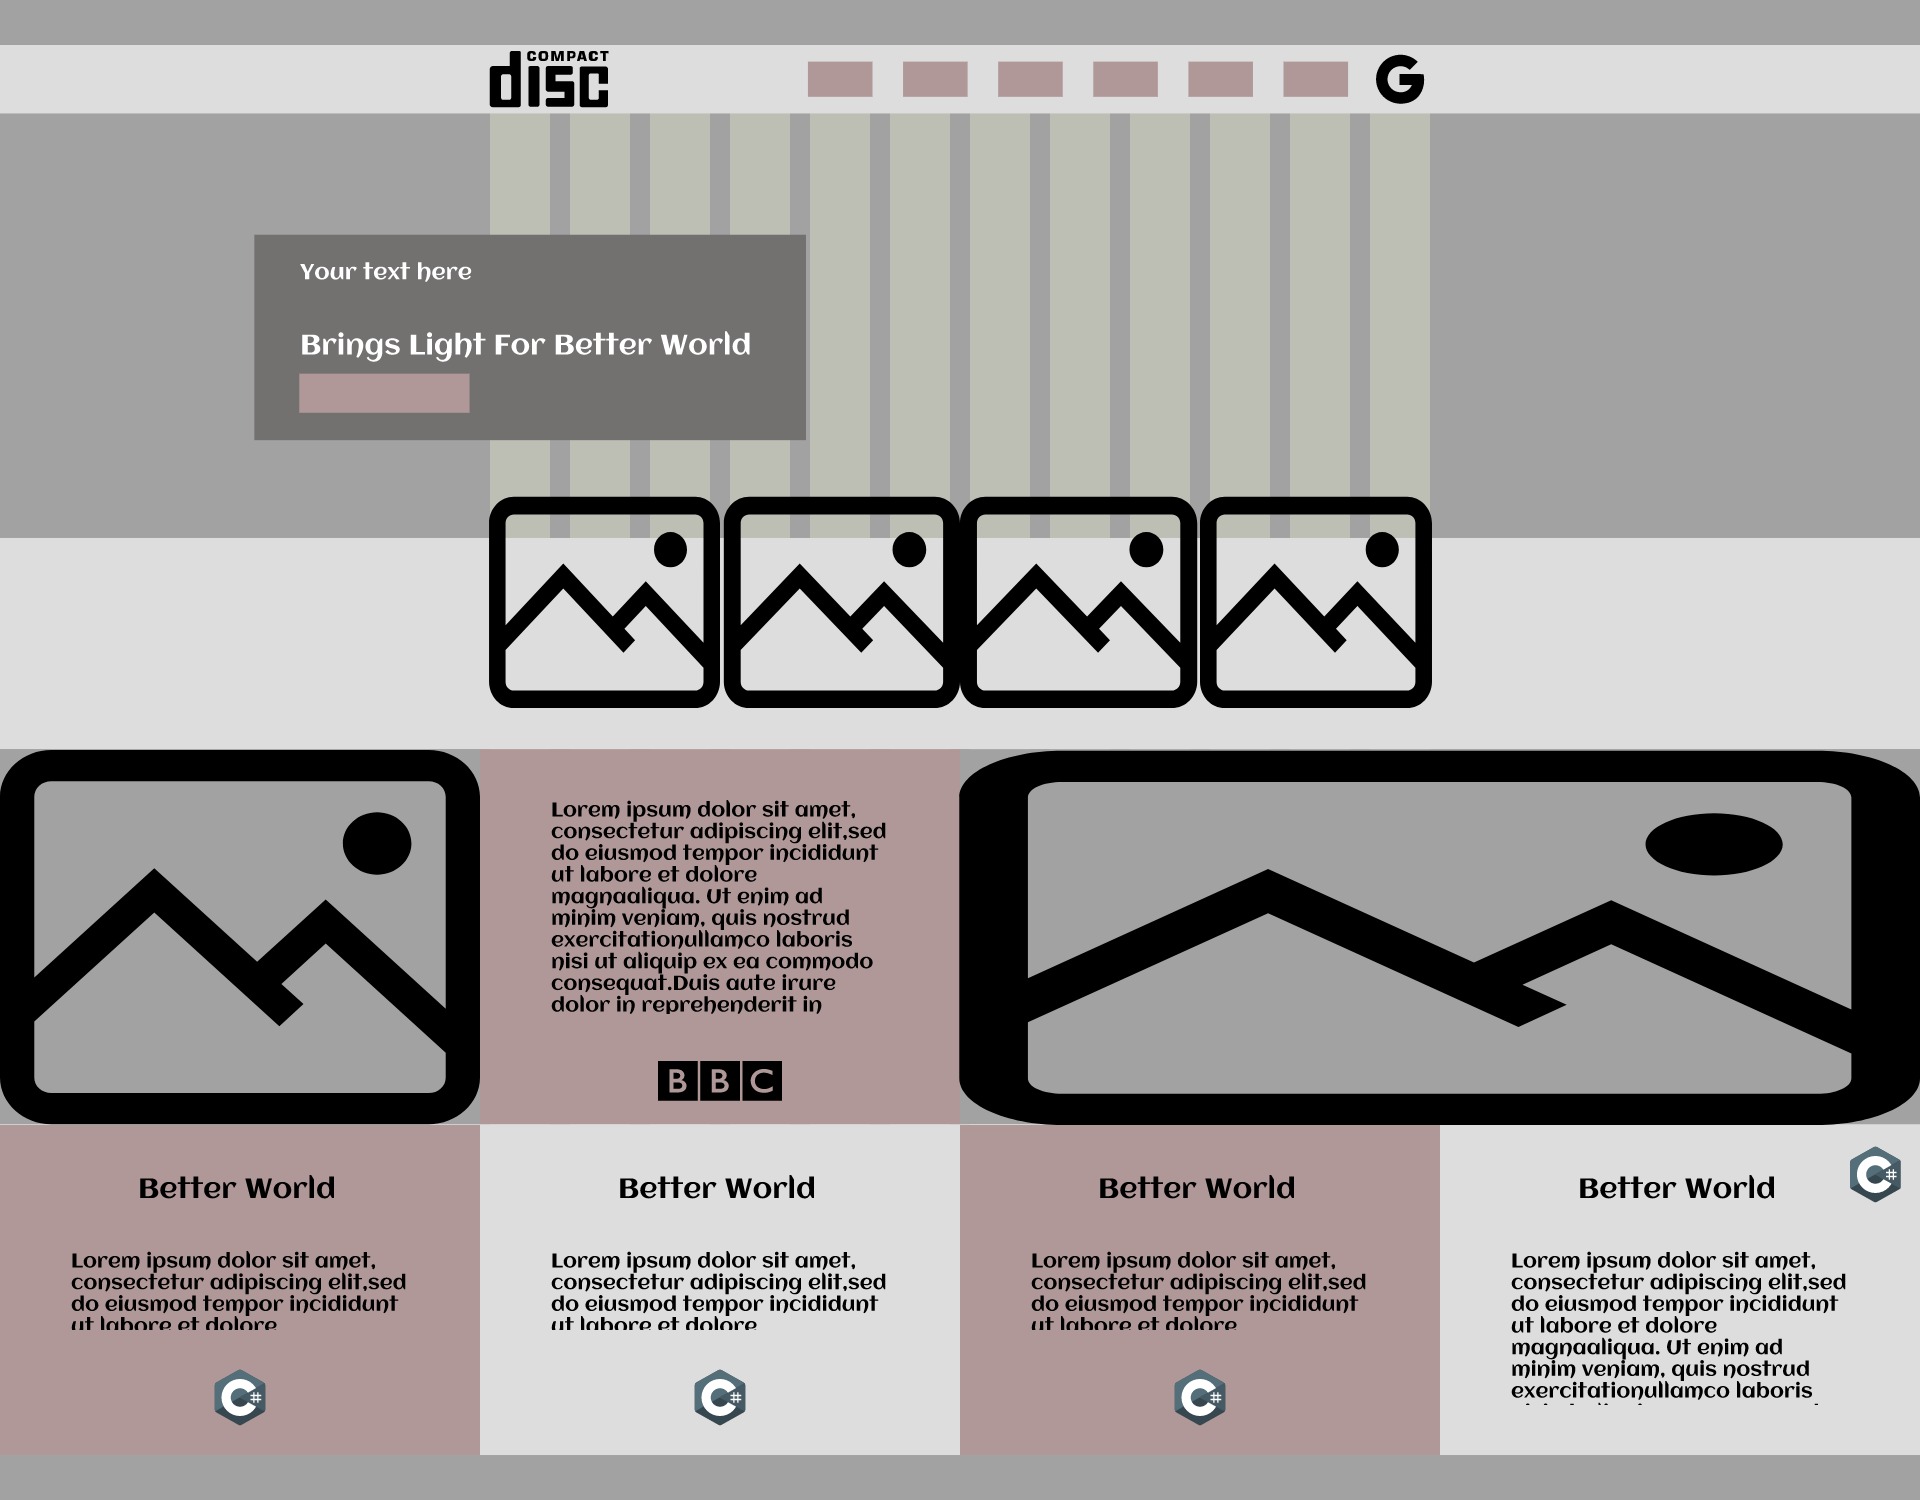 COMPACT
disc
G
Your text here
Brings Light For Better World
Lorem ipsum dolor sit amet,
consectetur adipiscing elit,sed
do eiusmod tempor incididunt
ut labore et dolore
magnaaliqua. Ut enim ad
minim veniam, quis nostrud
exercitationullamco laboris
nisi ut aliquip ex ea commodo
consequat.Duis aute irure
dolor in reprehenderit in
BBC
Better World
Lorem ipsum dolor sit amet,
consectetur adipiscing elit,sed
do eiusmod tempor incididunt
ut labore et dolore
C#
Better World
Lorem ipsum dolor sit amet,
consectetur adipiscing elit,sed
do eiusmod tempor incididunt
ut labore et dolore
C#
Better World
Lorem ipsum dolor sit amet,
consectetur adipiscing elit,sed
do eiusmod tempor incididunt
ut labore et dolore
C#
Better World
C#
Lorem ipsum dolor sit amet,
consectetur adipiscing elit,sed
do eiusmod tempor incididunt
ut labore et dolore
magnaaliqua. Ut enim ad
minim veniam, quis nostrud
exercitationullamco laboris